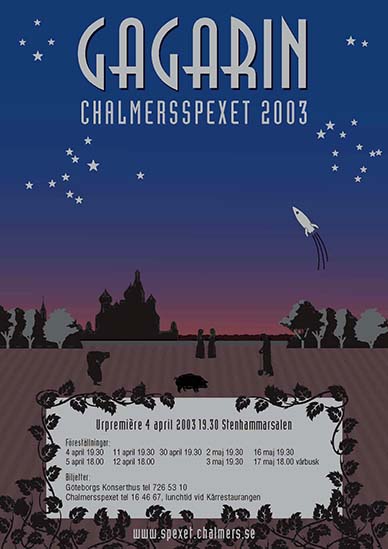 GAGARIN
CHALMERSSPEXET 2003
Urpremière 4 april 2003 19.30 Stenhammarsalen
Föreställningar:
4 april 19.30 11 april 19.30 30 april 19.30 2 maj 19.30 16 maj 19.30
5 april 18.00 12 april 18.00 3 maj 19.30 17 maj 18.00 vårbusk
Biljetter:
Göteborgs Konserthus tel 726 53 10
Chalmersspexet tel 16 46 67, lunchtid vid Kårrestaurangen
www.spexet.chalmers.se